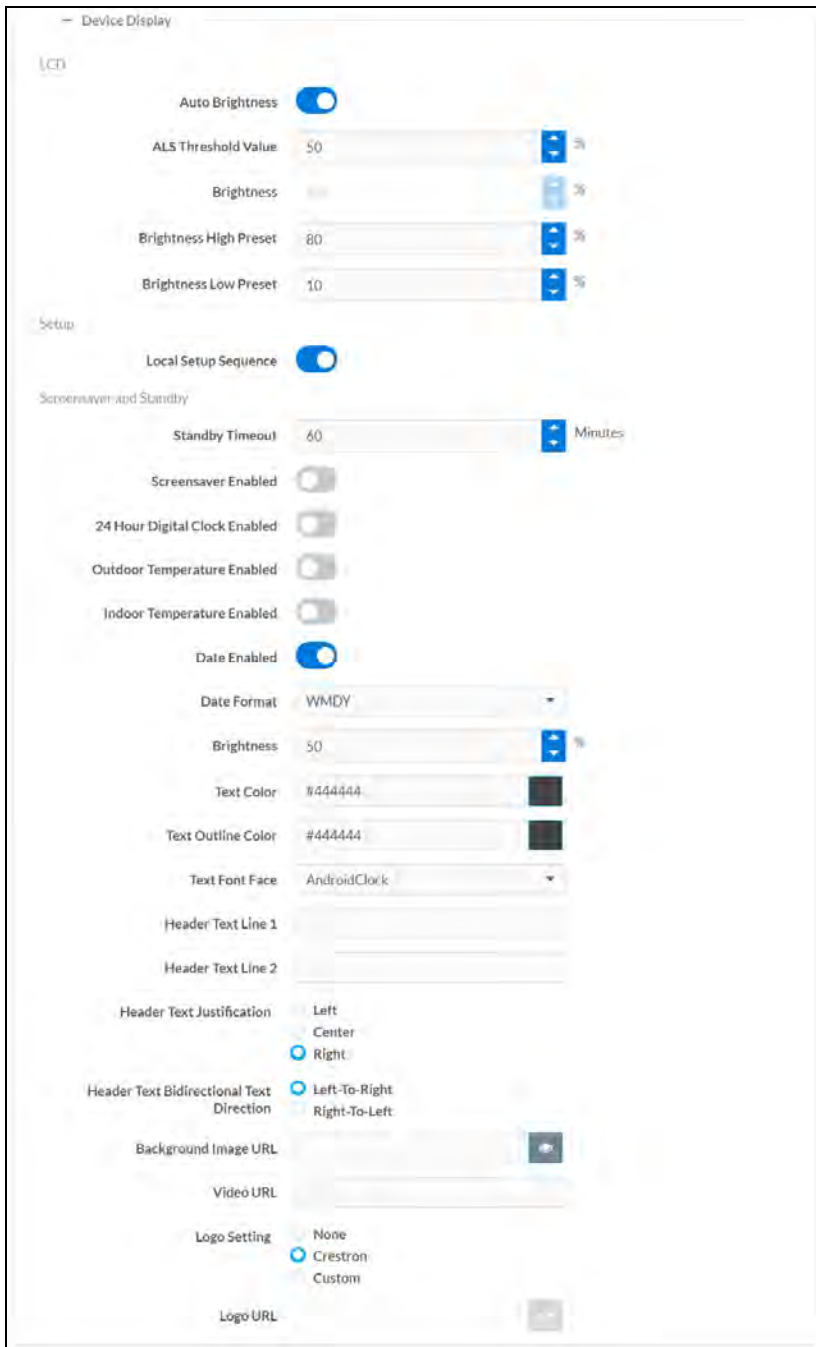 − Device Display
LCD
Auto Brightness
ALS Threshold Value 50 %
Brightness %
Brightness High Preset 80 %
Brightness Low Preset 10 %
Setup
Local Setup Sequence
Screensaver and Standby
Standby Timeout 60 Minutes
Screensaver Enabled
24 Hour Digital Clock Enabled
Outdoor Temperature Enabled
Indoor Temperature Enabled
Date Enabled
Date Format WMDY
Brightness 50 %
Text Color #444444
Text Outline Color #444444
Text Font Face AndroidClock
Header Text Line 1
Header Text Line 2
Header Text Justification Left
Center
Right
Header Text Bidirectional Text Left-To-Right
Direction Right-To-Left
Background Image URL
Video URL
Logo Setting None
Crestron
Custom
Logo URL